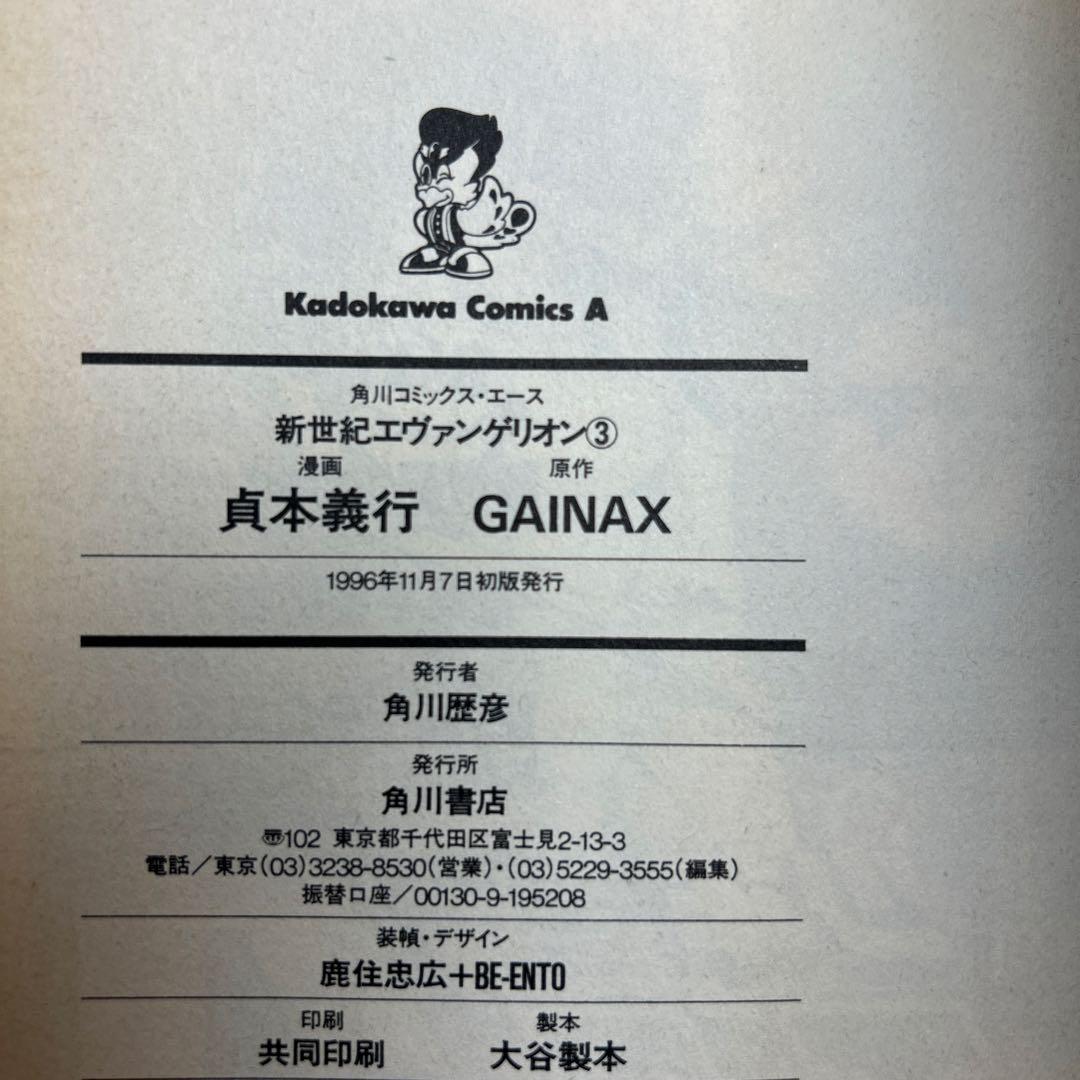 Kadokawa Comics A
角川コミックス・エース
新世紀エヴァンゲリオン③
漫画 原作
貞本義行 GAINAX
1996年11月7日初版発行
発行者
角川歴彦
発行所
角川書店
〠102 東京都千代田区富士見2-13-3
電話/東京(03)3238-8530(営業)・(03)5229-3555(編集)
振替口座/00130-9-195208
装幀・デザイン
鹿住忠広+BE-ENTO
印刷 製本
共同印刷 大谷製本